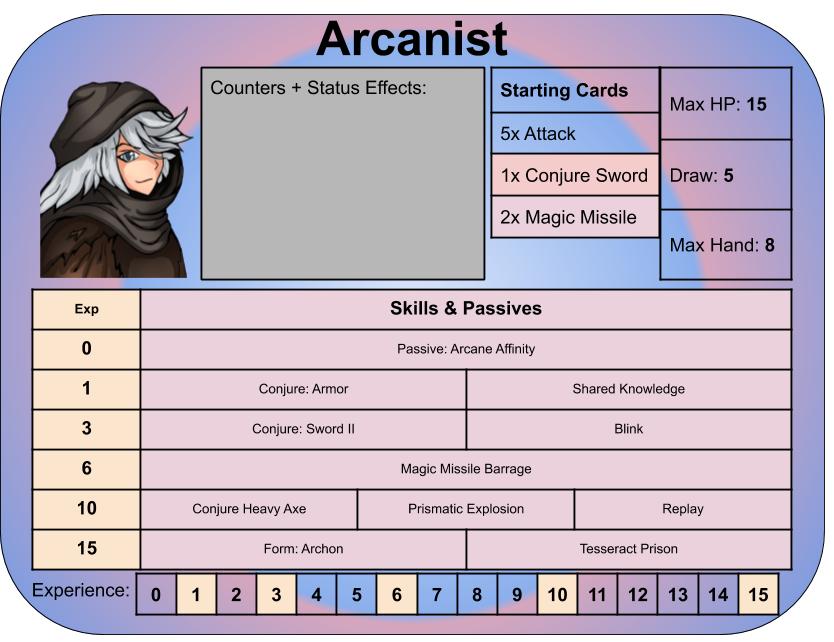 Arcanist
Counters + Status Effects:
Starting Cards
5x Attack
1x Conjure Sword
2x Magic Missile
Max HP: 15
Draw: 5
Max Hand: 8
Exp
Skills & Passives
0
Passive: Arcane Affinity
1
Conjure: Armor
Shared Knowledge
3
Conjure: Sword II
Blink
6
Magic Missile Barrage
10
Conjure Heavy Axe
Prismatic Explosion
Replay
15
Form: Archon
Tesseract Prison
Experience: 0 1 2 3 4 5 6 7 8 9 10 11 12 13 14 15